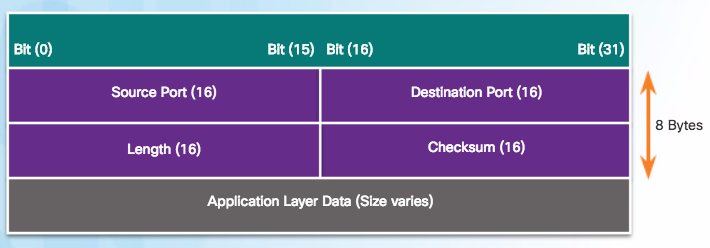 Bit (0) Bit (15) Bit (16) Bit (31)
Source Port (16) Destination Port (16)
8 Bytes
Length (16) Checksum (16)
Application Layer Data (Size varies)